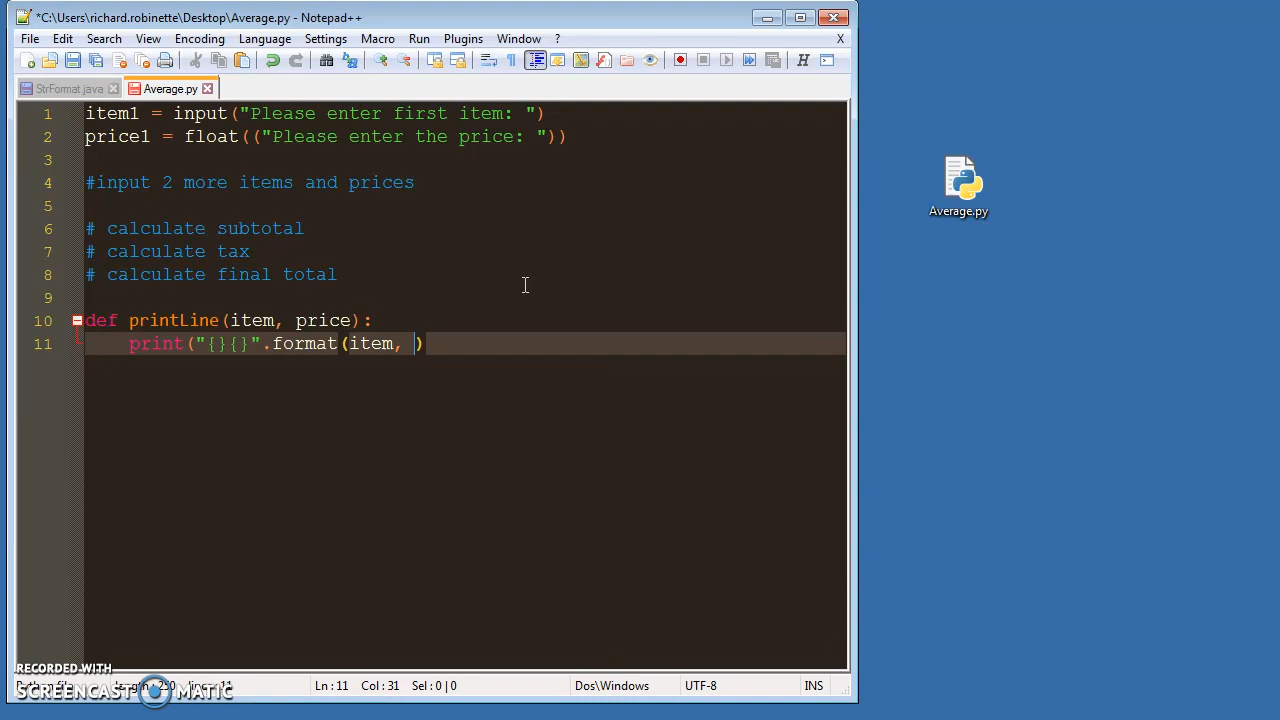 *C:\Users\richard.robinette\Desktop\Average.py - Notepad++
File Edit Search View Encoding Language Settings Macro Run Plugins Window ? X
StrFormat.java Average.py
1 item1 = input("Please enter first item: ")
2 price1 = float(("Please enter the price: "))
3
4 #input 2 more items and prices
5
6 # calculate subtotal
7 # calculate tax
8 # calculate final total
9
10 def printLine(item, price):
11 print("{}{}".format(item, )
Average.py
RECORDED WITH
SCREENCAST MATIC
Ln : 11 Col : 31 Sel : 0 | 0 Dos\Windows UTF-8 INS